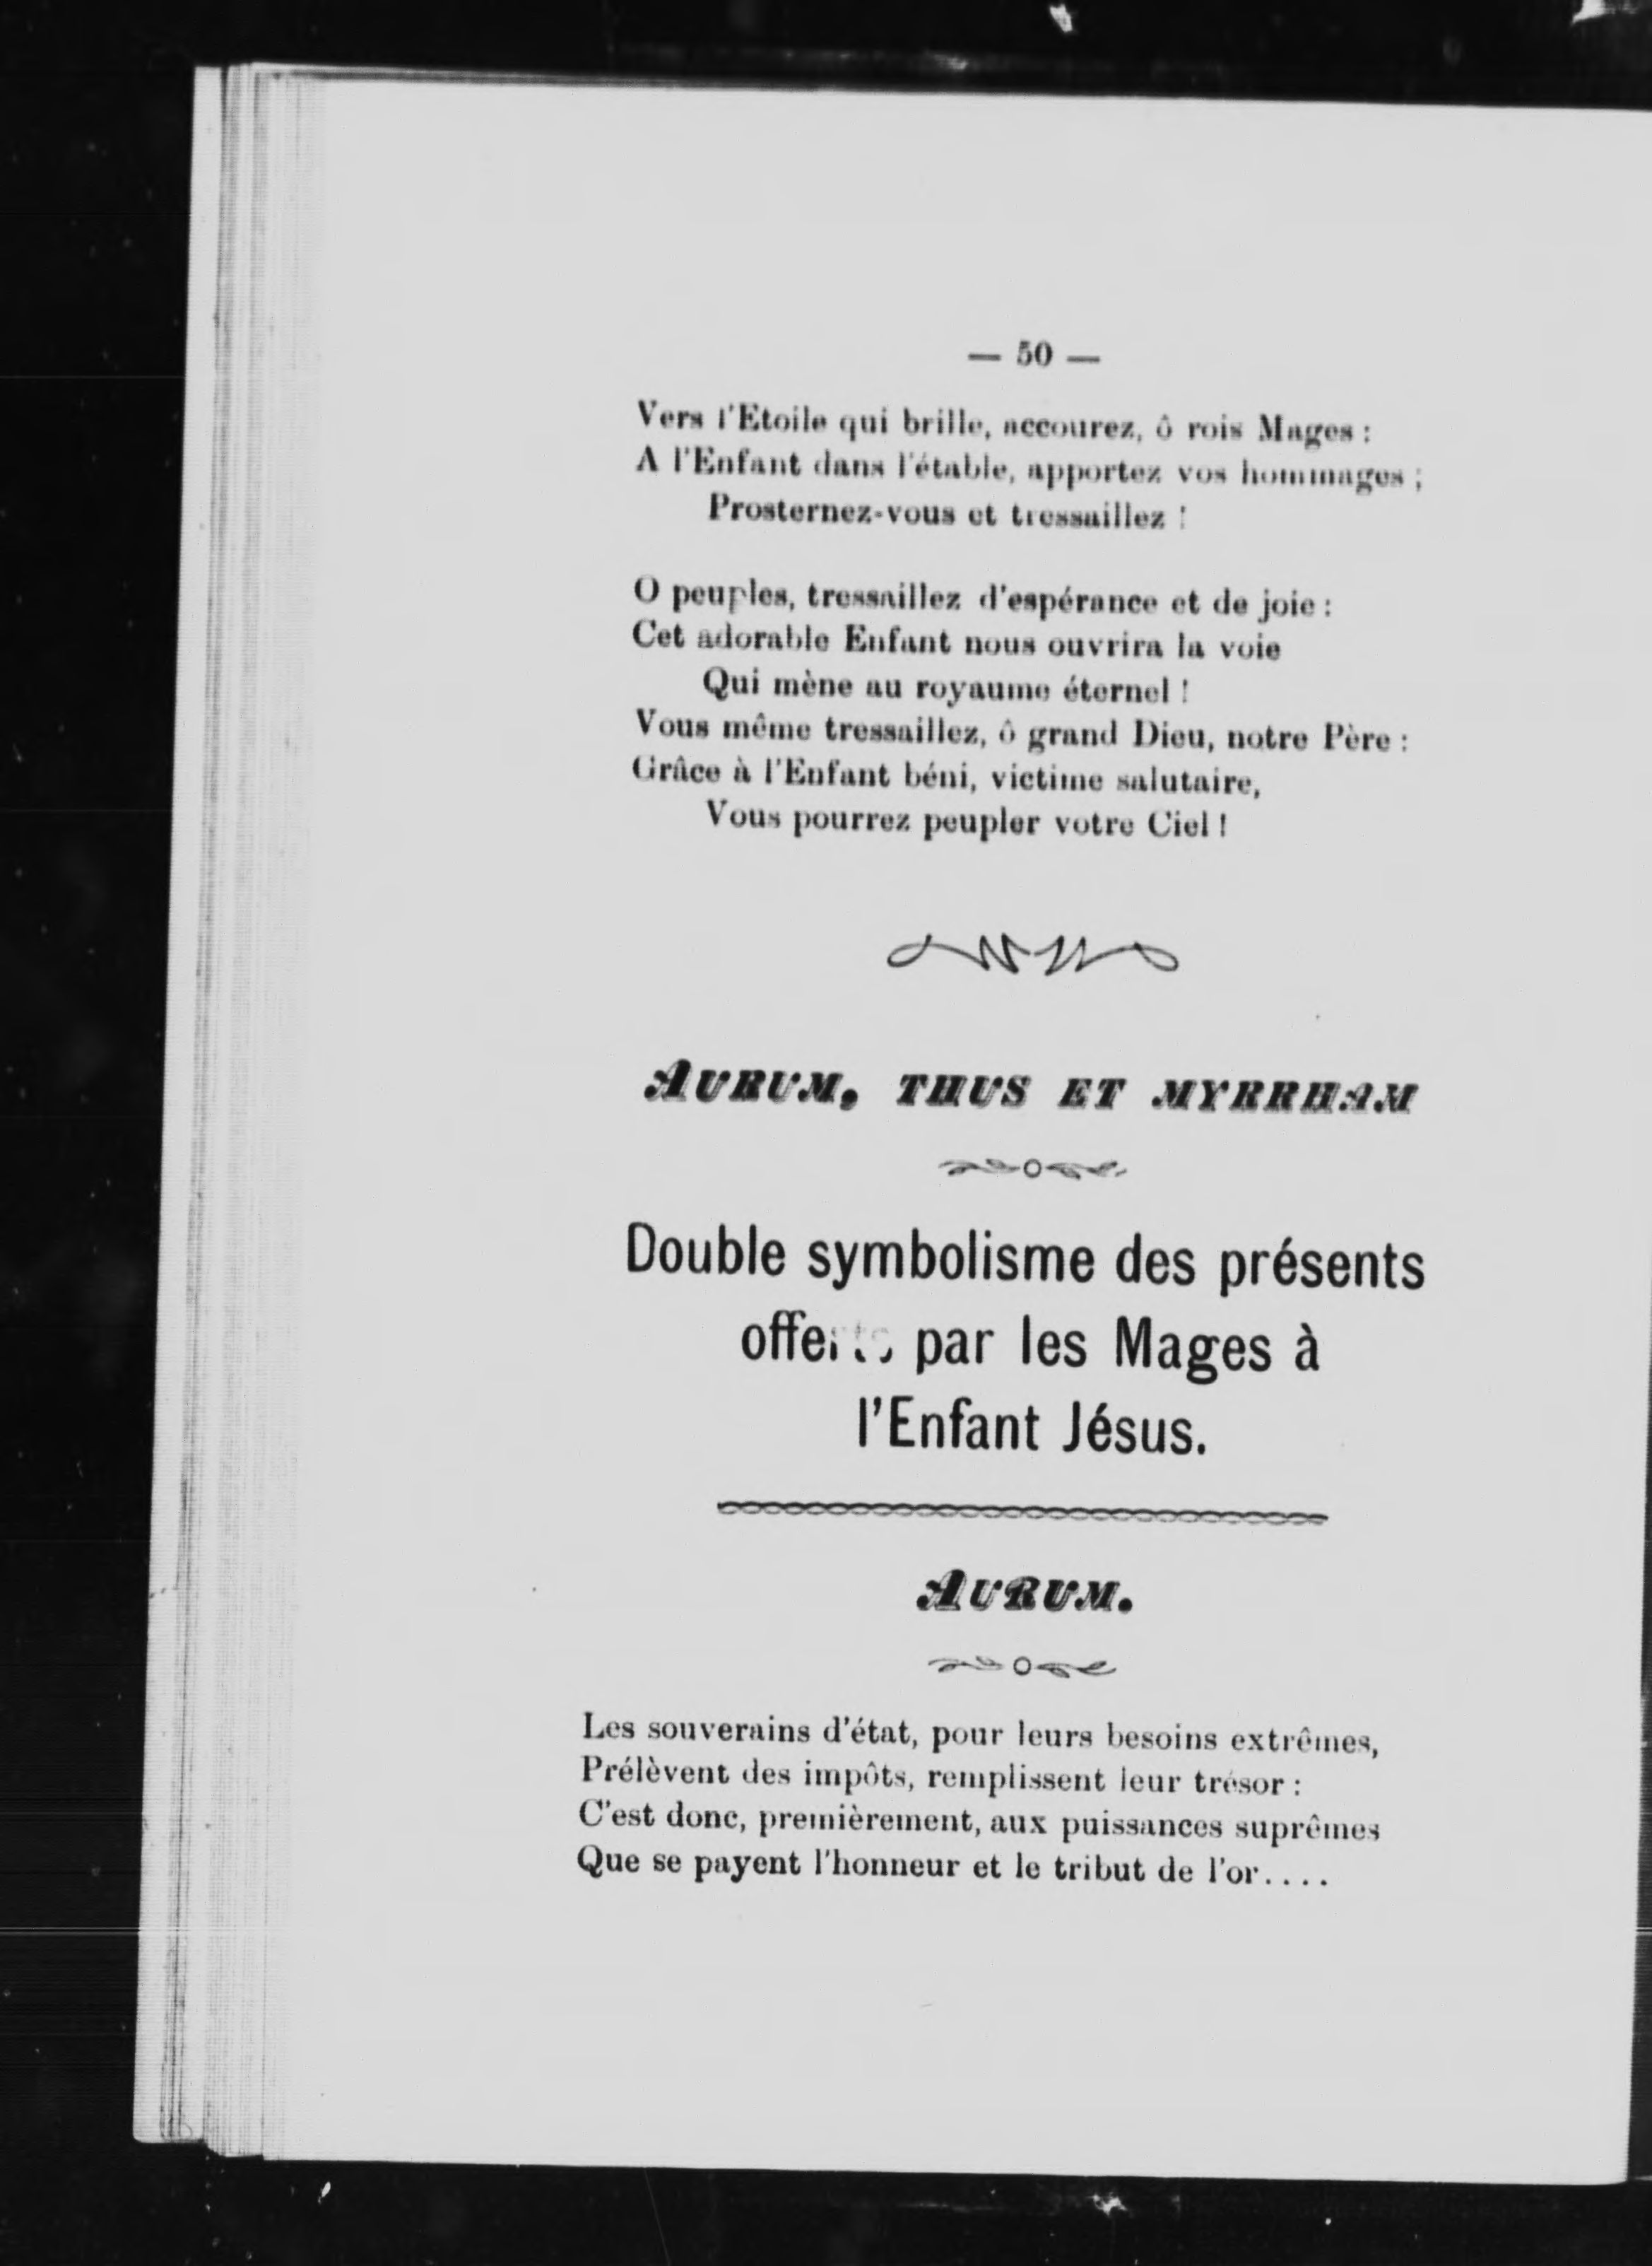 — 50 —
Vers l'Etoile qui brille, accourez, ô rois Mages :
A l'Enfant dans l'étable, apportez vos hommages ;
Prosternez-vous et tressaillez !
O peuples, tressaillez d'espérance et de joie :
Cet adorable Enfant nous ouvrira la voie
Qui mène au royaume éternel !
Vous même tressaillez, ô grand Dieu, notre Père :
Grâce à l'Enfant béni, victime salutaire,
Vous pourrez peupler votre Ciel !
AURUM, THUS ET MYRRHAM
Double symbolisme des présents
offerts par les Mages à
l'Enfant Jésus.
AURUM.
Les souverains d'état, pour leurs besoins extrêmes,
Prélèvent des impôts, remplissent leur trésor :
C'est donc, premièrement, aux puissances suprêmes
Que se payent l'honneur et le tribut de l'or....